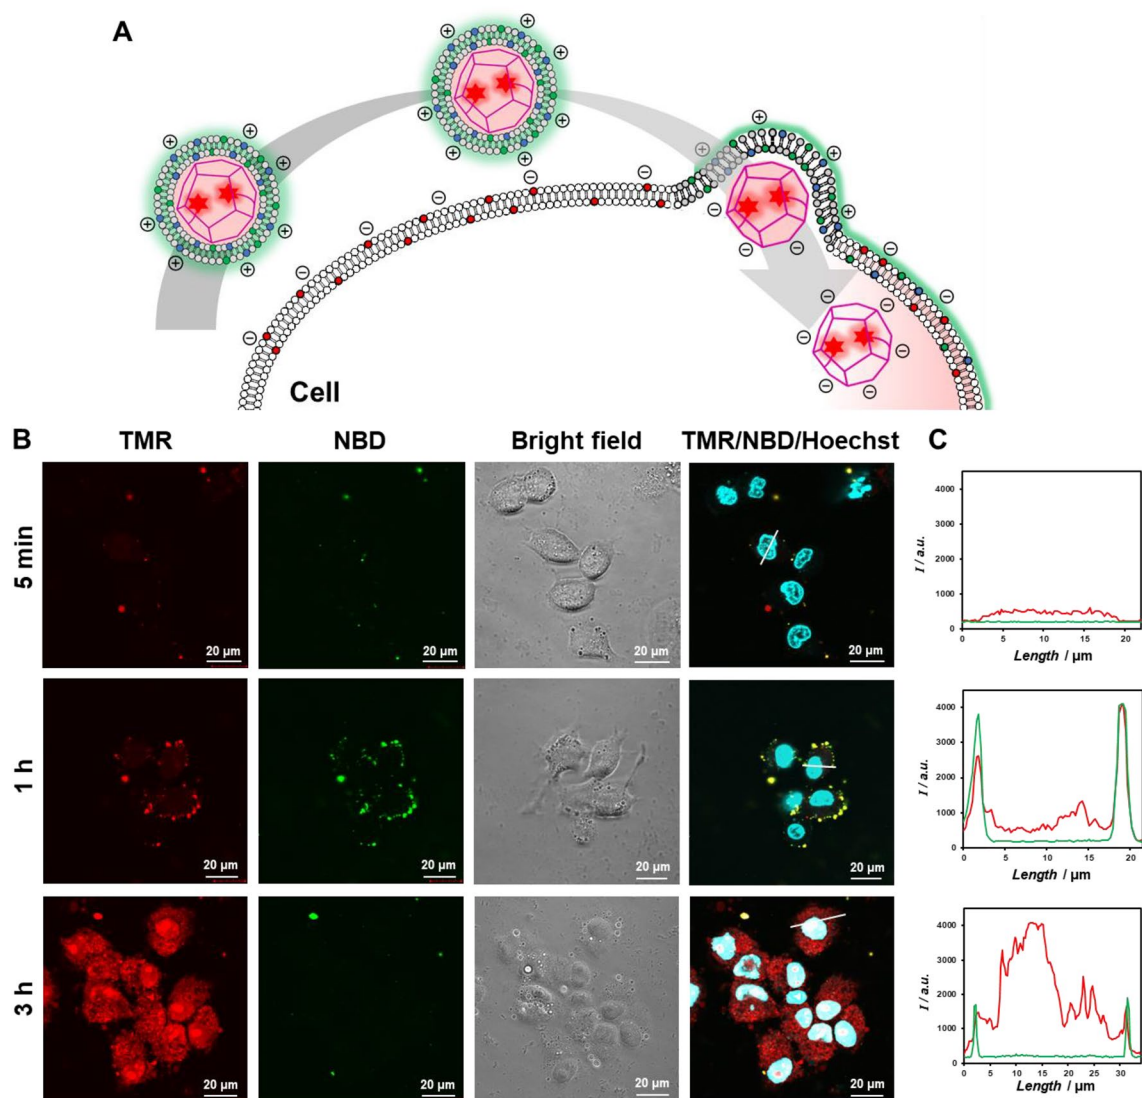 A
+ + + + + + + +
+ + + + + + + +
- - - - - - -
+ + +
- - - -
- - - - - -
Cell
B TMR NBD Bright field TMR/NBD/Hoechst C
5 min
20 µm 20 µm 20 µm 20 µm
I / a.u.
4000
3000
2000
1000
0
0 5 10 15 20
Length / µm
1 h
20 µm 20 µm 20 µm 20 µm
I / a.u.
4000
3000
2000
1000
0
0 5 10 15 20
Length / µm
3 h
20 µm 20 µm 20 µm 20 µm
I / a.u.
4000
3000
2000
1000
0
0 5 10 15 20 25 30
Length / µm